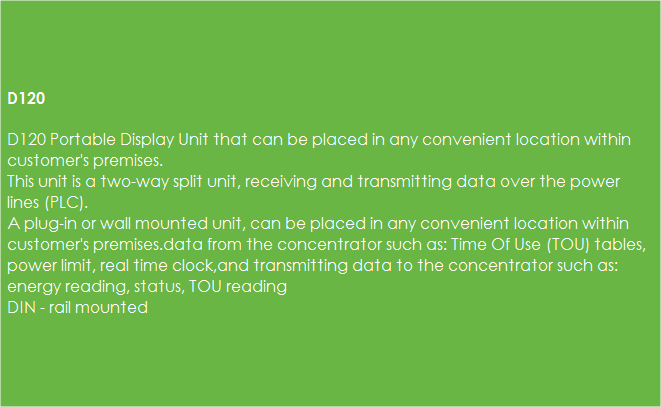 D120
D120 Portable Display Unit that can be placed in any convenient location within
customer's premises.
This unit is a two-way split unit, receiving and transmitting data over the power
lines (PLC).
A plug-in or wall mounted unit, can be placed in any convenient location within
customer's premises.data from the concentrator such as: Time Of Use (TOU) tables,
power limit, real time clock,and transmitting data to the concentrator such as:
energy reading, status, TOU reading
DIN - rail mounted